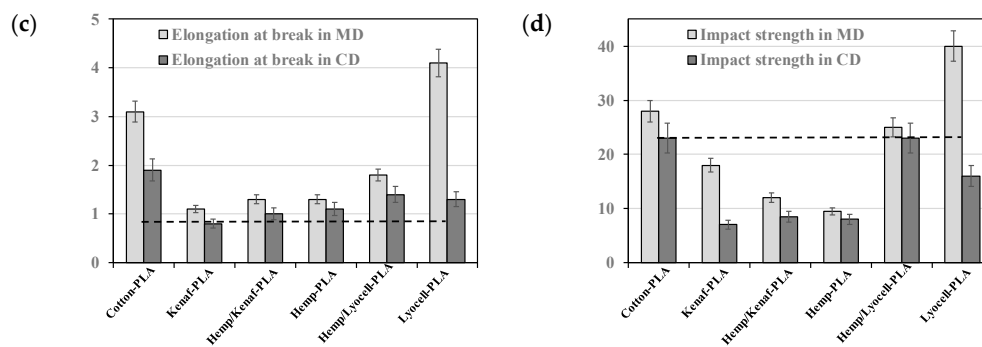 (c)
5
4
3
2
1
0
Elongation at break in MD
Elongation at break in CD
Cotton-PLA
Kenaf-PLA
Hemp/Kenaf-PLA
Hemp-PLA
Hemp/Lyocell-PLA
Lyocell-PLA
(d)
40
30
20
10
0
Impact strength in MD
Impact strength in CD
Cotton-PLA
Kenaf-PLA
Hemp/Kenaf-PLA
Hemp-PLA
Hemp/Lyocell-PLA
Lyocell-PLA